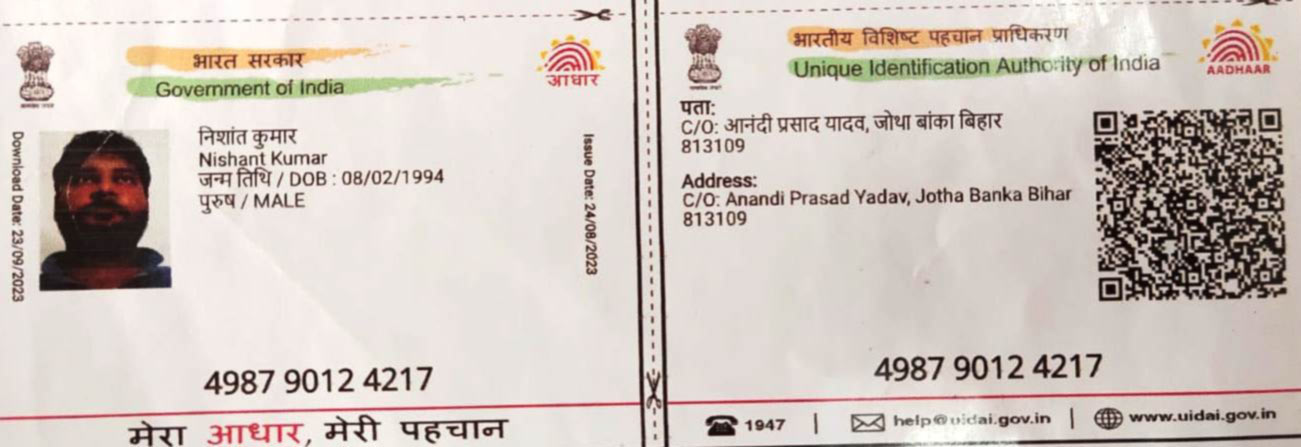 भारत सरकार
Government of India
आधार
निशांत कुमार
Nishant Kumar
जन्म तिथि / DOB : 08/02/1994
पुरुष / MALE
Download Date: 23/09/2023
Issue Date: 24/08/2023
4987 9012 4217
मेरा आधार, मेरी पहचान
भारतीय विशिष्ट पहचान प्राधिकरण
Unique Identification Authority of India
AADHAAR
पता:
C/O: आनंदी प्रसाद यादव, जोथा बांका बिहार
813109
Address:
C/O: Anandi Prasad Yadav, Jotha Banka Bihar
813109
4987 9012 4217
1947 | help@uidai.gov.in | www.uidai.gov.in